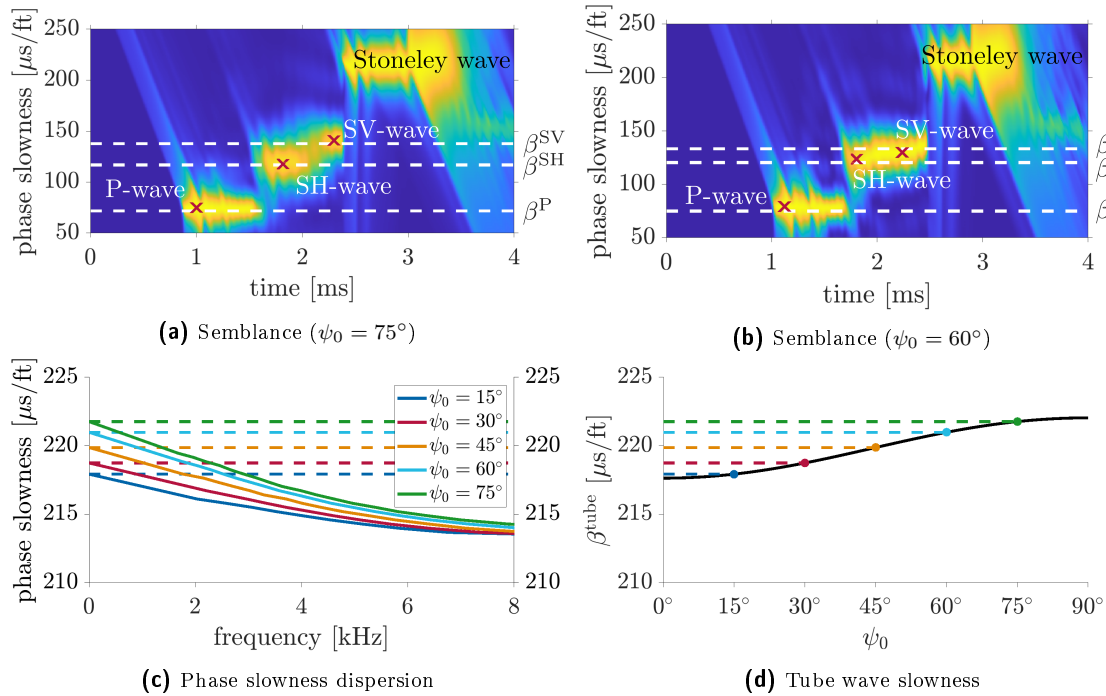 phase slowness [μs/ft]
250
200
150
100
50
Stoneley wave
SV-wave
P-wave
SH-wave
β^SV
β^SH
β^P
0 1 2 3 4
time [ms]
(a) Semblance (ψ₀ = 75°)
phase slowness [μs/ft]
250
200
150
100
50
Stoneley wave
SV-wave
P-wave
SH-wave
β
β
β
0 1 2 3 4
time [ms]
(b) Semblance (ψ₀ = 60°)
phase slowness [μs/ft]
225
220
215
210
ψ₀ = 15°
ψ₀ = 30°
ψ₀ = 45°
ψ₀ = 60°
ψ₀ = 75°
225
220
215
210
0 2 4 6 8
frequency [kHz]
(c) Phase slowness dispersion
β^tube [μs/ft]
225
220
215
210
0° 15° 30° 45° 60° 75° 90°
ψ₀
(d) Tube wave slowness